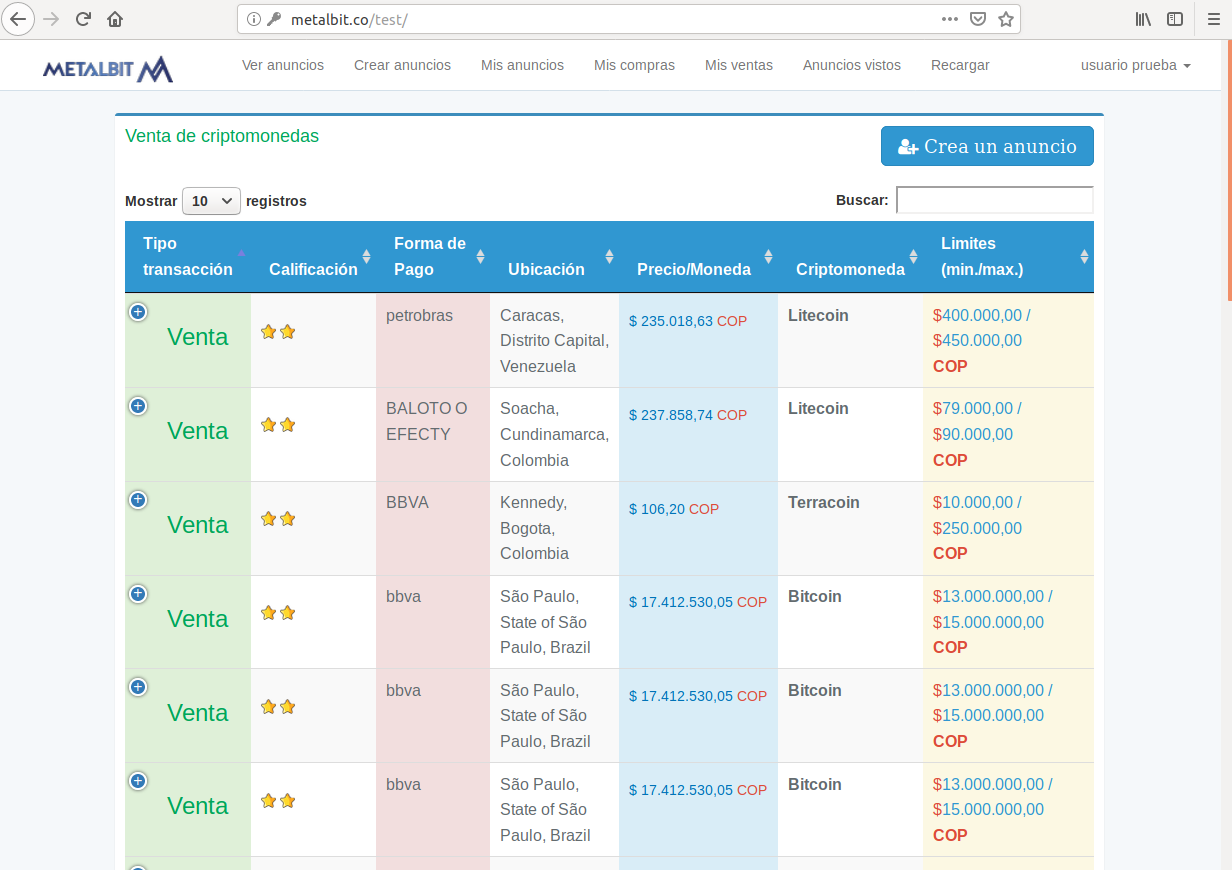 metalbit.co/test/
METALBIT
Ver anuncios Crear anuncios Mis anuncios Mis compras Mis ventas Anuncios vistos Recargar usuario prueba
Venta de criptomonedas
Crea un anuncio
Mostrar 10 registros Buscar:
Tipo transacción Calificación Forma de Pago Ubicación Precio/Moneda Criptomoneda Limites (min./max.)
Venta petrobras Caracas, Distrito Capital, Venezuela $ 235.018,63 COP Litecoin $400.000,00 / $450.000,00 COP
Venta BALOTO O EFECTY Soacha, Cundinamarca, Colombia $ 237.858,74 COP Litecoin $79.000,00 / $90.000,00 COP
Venta BBVA Kennedy, Bogota, Colombia $ 106,20 COP Terracoin $10.000,00 / $250.000,00 COP
Venta bbva São Paulo, State of São Paulo, Brazil $ 17.412.530,05 COP Bitcoin $13.000.000,00 / $15.000.000,00 COP
Venta bbva São Paulo, State of São Paulo, Brazil $ 17.412.530,05 COP Bitcoin $13.000.000,00 / $15.000.000,00 COP
Venta bbva São Paulo, State of São Paulo, Brazil $ 17.412.530,05 COP Bitcoin $13.000.000,00 / $15.000.000,00 COP